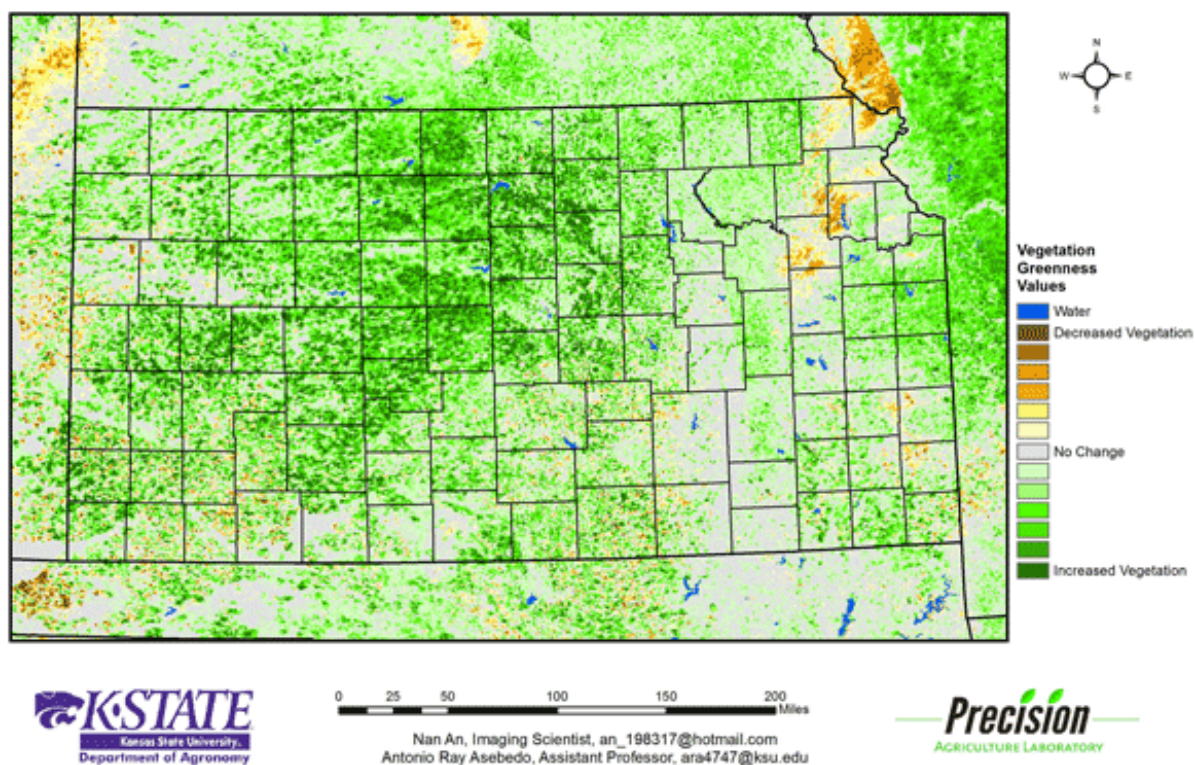 N
W E
S
Vegetation
Greenness
Values
Water
Decreased Vegetation
No Change
Increased Vegetation
K-STATE
Kansas State University.
Department of Agronomy
0 25 50 100 150 200
Miles
Nan An, Imaging Scientist, an_198317@hotmail.com
Antonio Ray Asebedo, Assistant Professor, ara4747@ksu.edu
Precision
AGRICULTURE LABORATORY